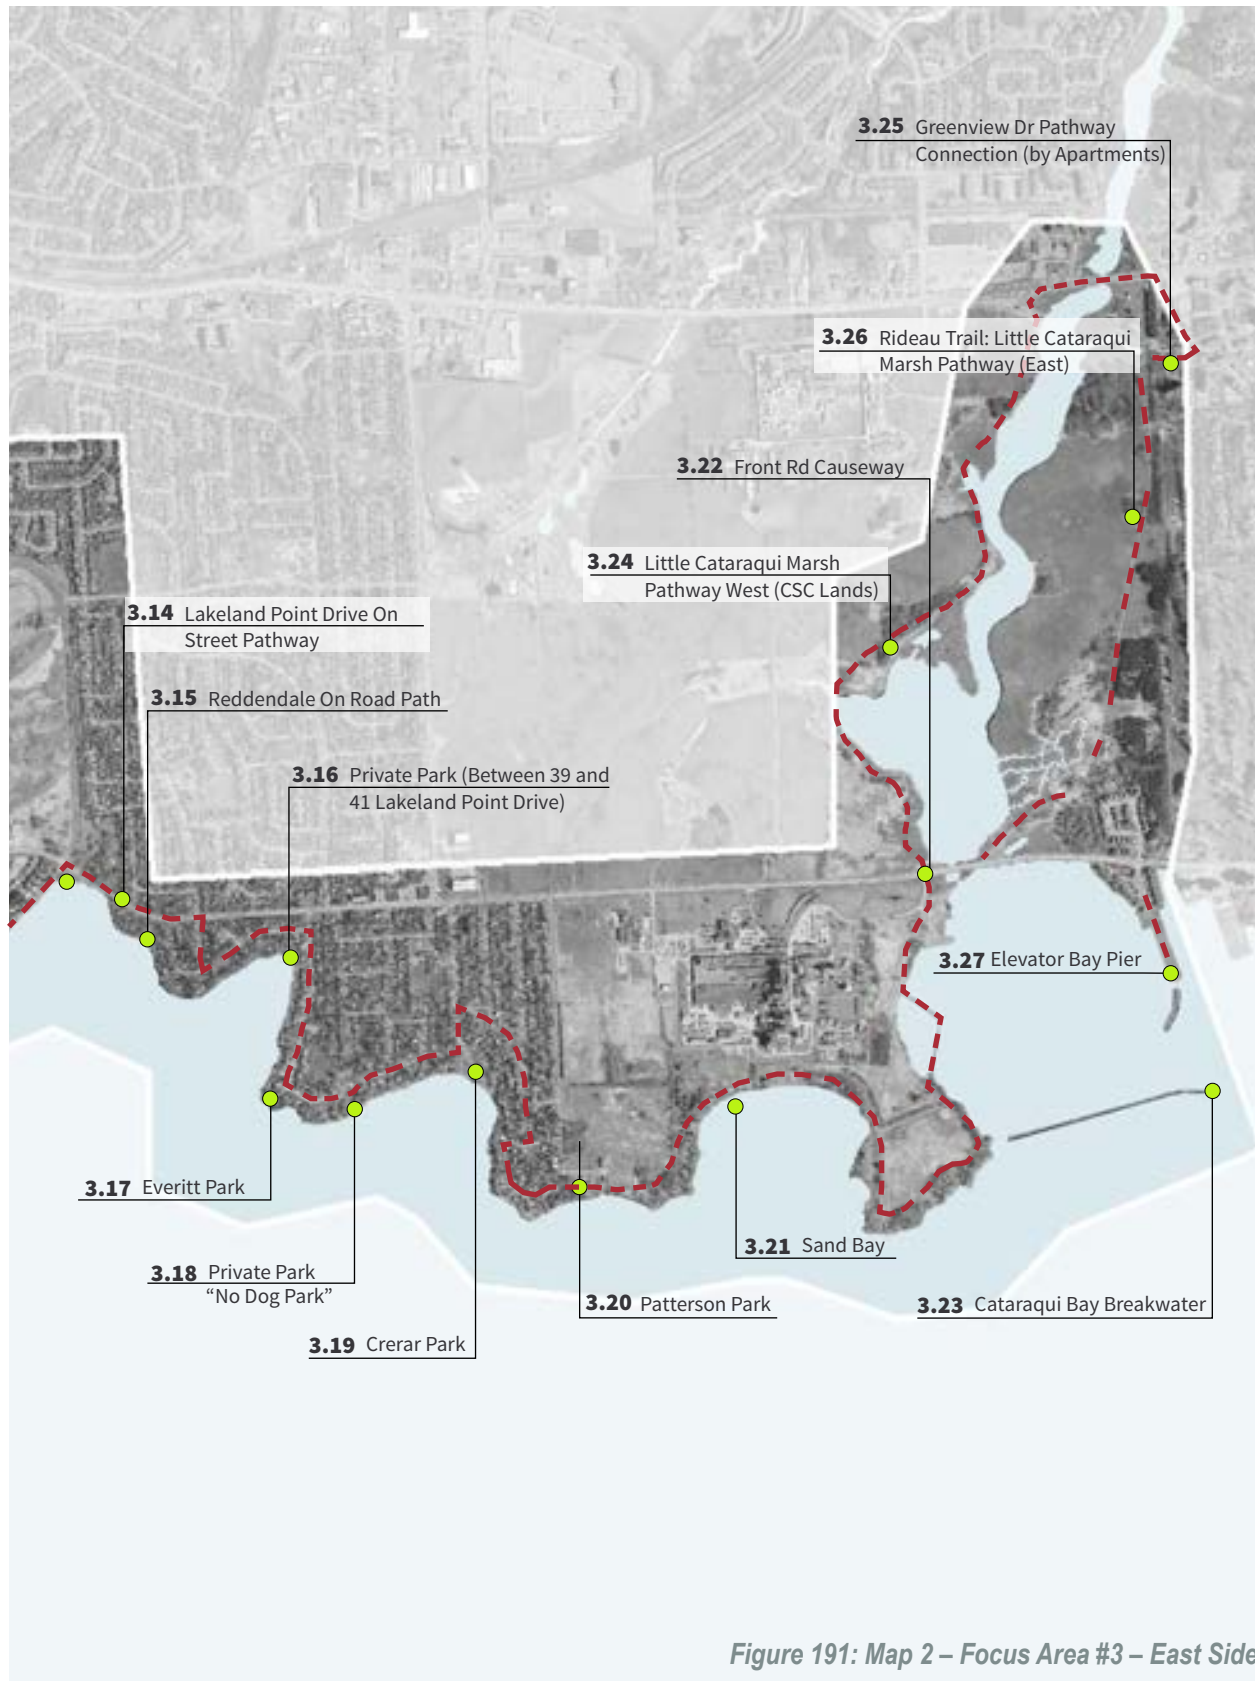 3.25 Greenview Dr Pathway
Connection (by Apartments)
3.26 Rideau Trail: Little Cataraqui
Marsh Pathway (East)
3.22 Front Rd Causeway
3.24 Little Cataraqui Marsh
Pathway West (CSC Lands)
3.14 Lakeland Point Drive On
Street Pathway
3.15 Reddendale On Road Path
3.16 Private Park (Between 39 and
41 Lakeland Point Drive)
3.27 Elevator Bay Pier
3.17 Everitt Park
3.21 Sand Bay
3.18 Private Park
“No Dog Park”
3.20 Patterson Park
3.23 Cataraqui Bay Breakwater
3.19 Crerar Park
Figure 191: Map 2 – Focus Area #3 – East Side